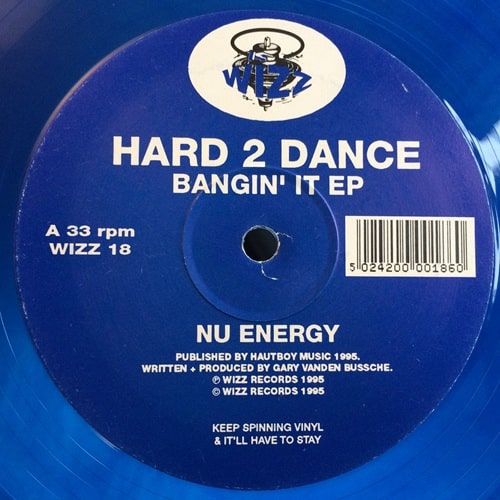 WIZZ
HARD 2 DANCE
BANGIN' IT EP
A 33 rpm
WIZZ 18
5 024200 001860
NU ENERGY
PUBLISHED BY HAUTBOY MUSIC 1995.
WRITTEN + PRODUCED BY GARY VANDEN BUSSCHE.
℗ WIZZ RECORDS 1995
© WIZZ RECORDS 1995
KEEP SPINNING VINYL
& IT'LL HAVE TO STAY